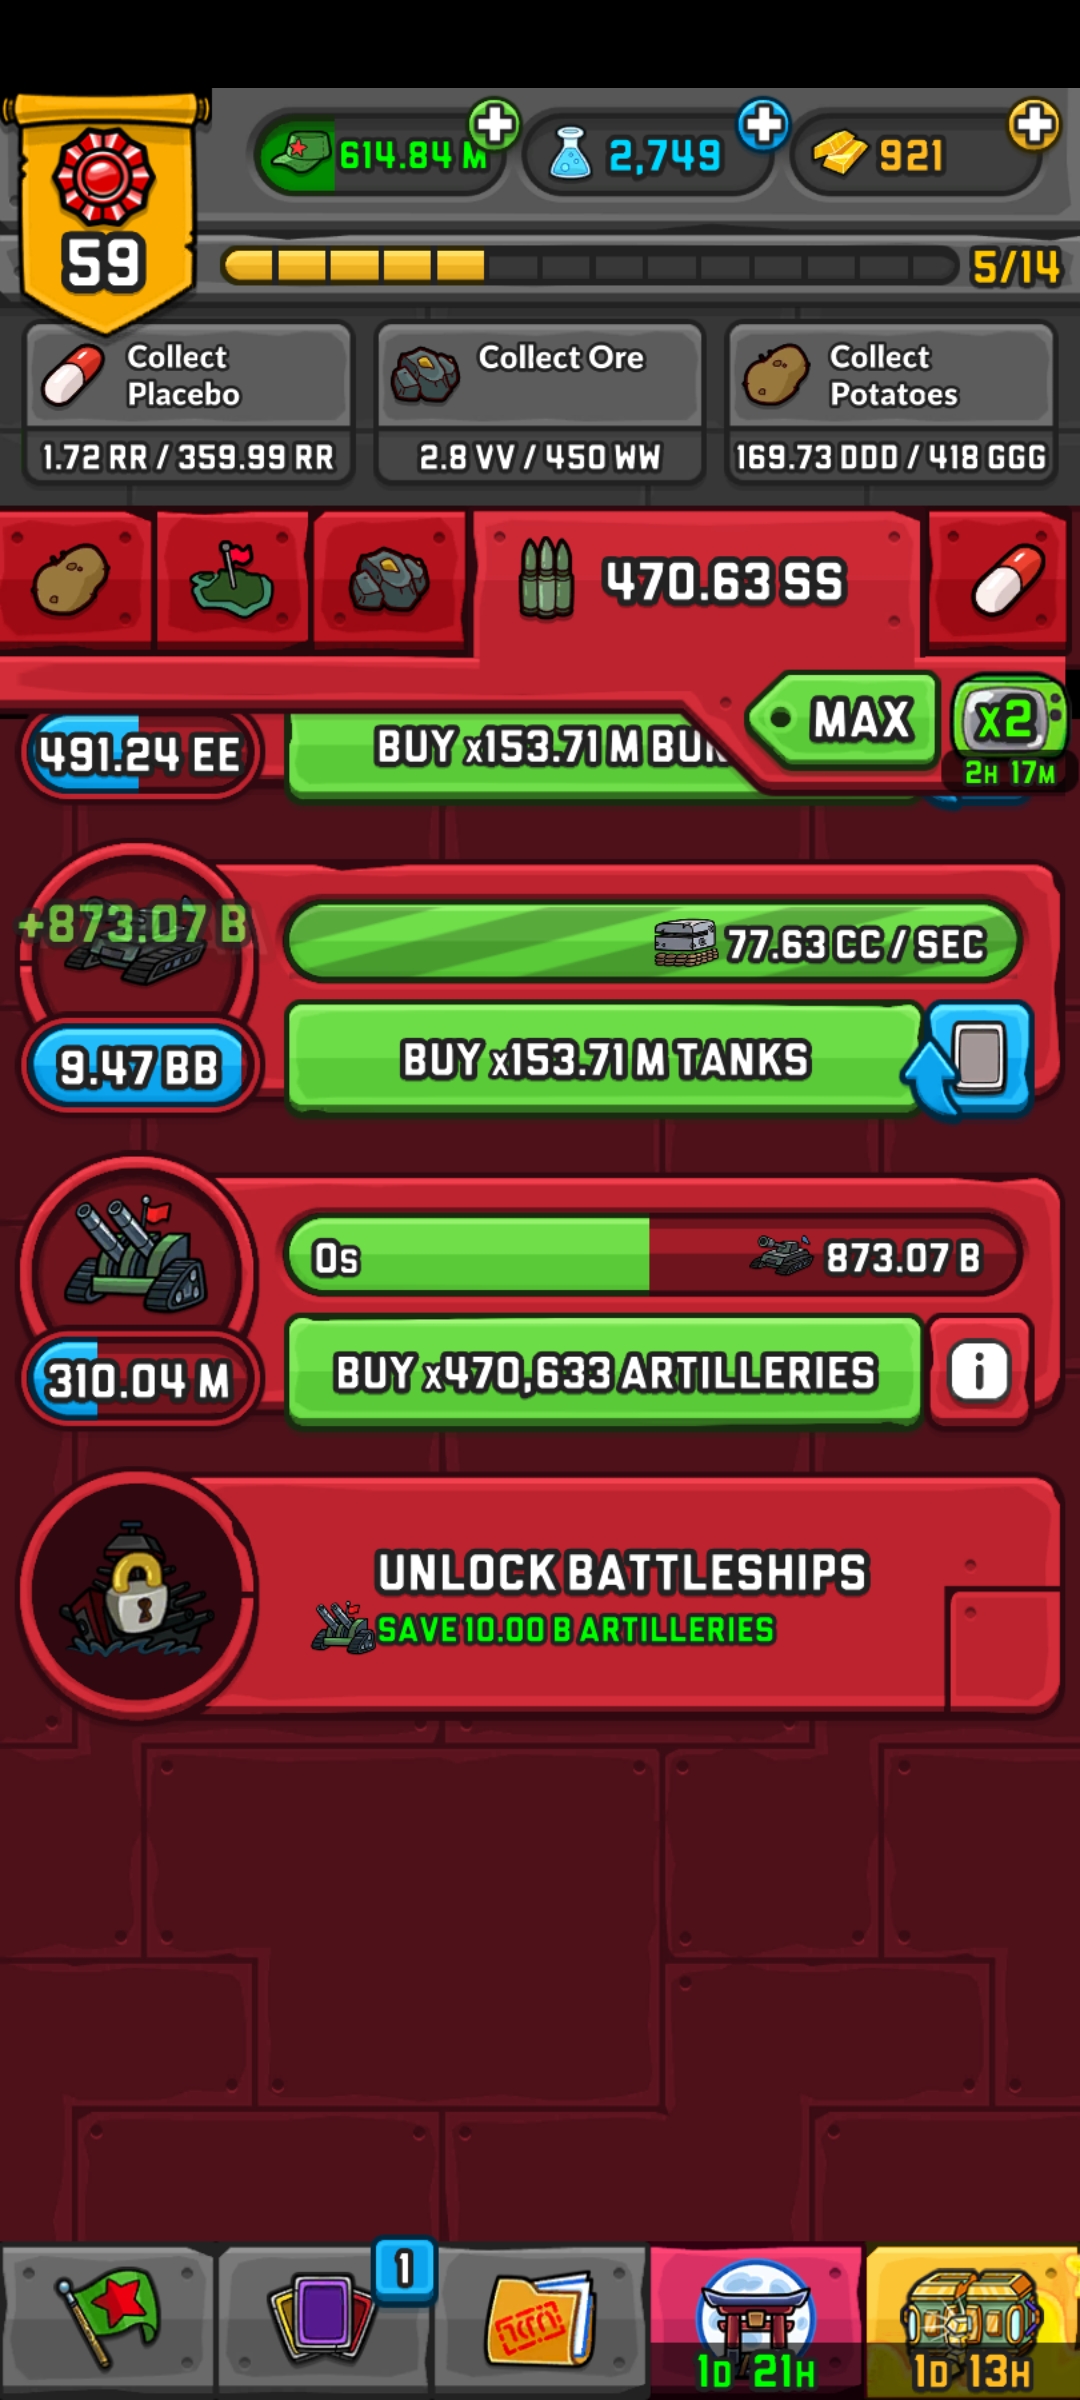 614.84 M
2,749
921
59
5/14
Collect
Placebo
1.72 RR / 359.99 RR
Collect Ore
2.8 VV / 450 WW
Collect
Potatoes
169.73 DDD / 418 GGG
470.63 SS
MAX
x2
2H 17M
491.24 EE
BUY x153.71 M
+873.07 B
77.63 CC / SEC
9.47 BB
BUY x153.71 M TANKS
0s
873.07 B
310.04 M
BUY x470,633 ARTILLERIES
i
UNLOCK BATTLESHIPS
SAVE 10.00 B ARTILLERIES
1
1D 21H
1D 13H